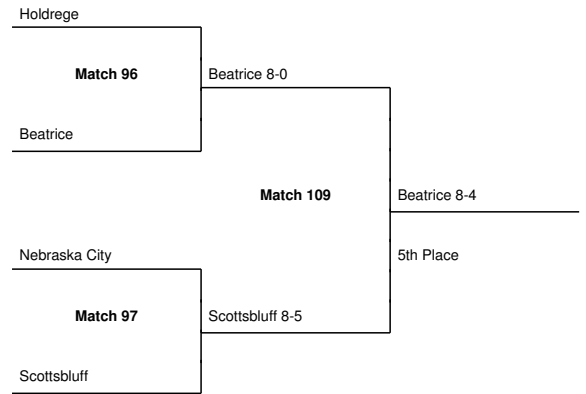 Holdrege
Match 96
Beatrice 8-0
Beatrice
Match 109
Beatrice 8-4
Nebraska City
5th Place
Match 97
Scottsbluff 8-5
Scottsbluff